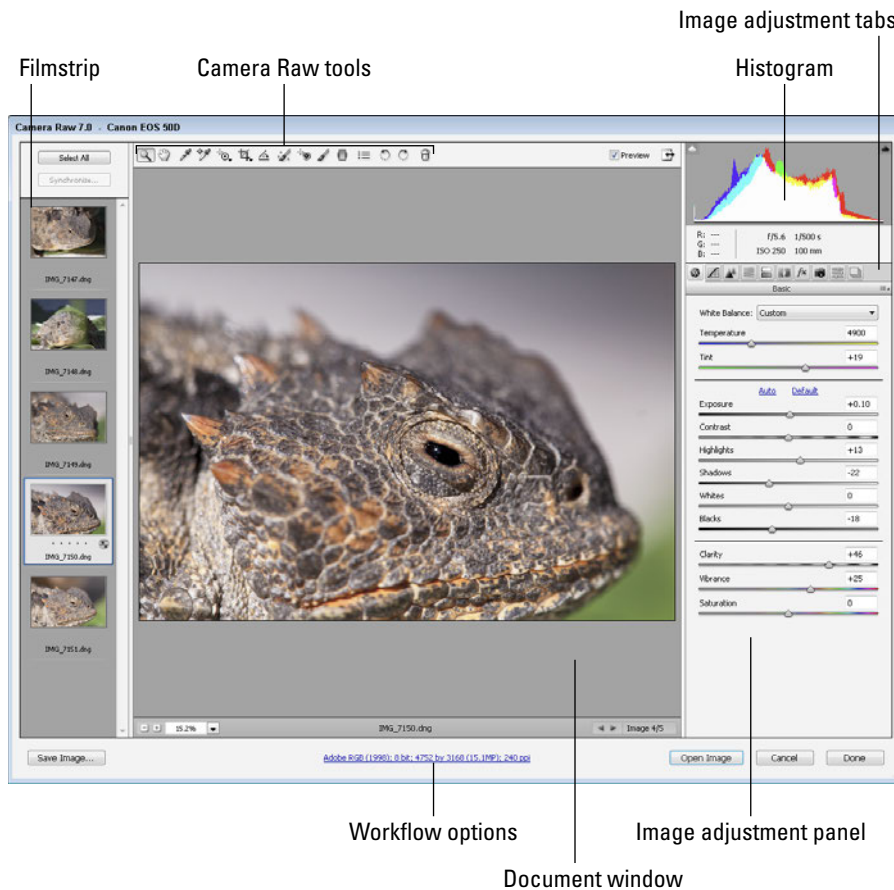 Image adjustment tabs
Filmstrip
Camera Raw tools
Histogram
Camera Raw 7.0 - Canon EOS 50D
Select All
Synchronize...
Preview
R: ---
G: ---
B: ---
f/5.6 1/500 s
ISO 250 100 mm
Basic
White Balance: Custom
Temperature 4900
Tint +19
Auto Default
Exposure +0.10
Contrast 0
Highlights +13
Shadows -22
Whites 0
Blacks -18
Clarity +46
Vibrance +25
Saturation 0
IMG_7147.dng
IMG_7148.dng
IMG_7149.dng
IMG_7150.dng
IMG_7151.dng
15.2%
IMG_7150.dng
Image 4/5
Save Image...
Adobe RGB (1998); 8 bit; 4752 by 3168 (15.1MP); 240 ppi
Open Image
Cancel
Done
Workflow options
Image adjustment panel
Document window